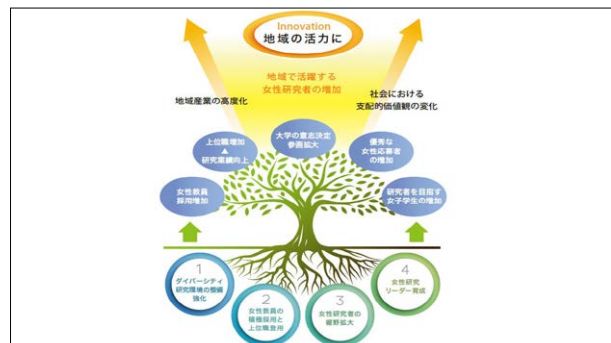 Innovation
地域の活力に
地域で活躍する
女性研究者の増加
地域産業の高度化
社会における
支配的価値観の変化
上位職増加
▲
研究業績向上
大学の意志決定
参画拡大
優秀な
女性応募者
の増加
女性教員
採用増加
研究者を目指す
女子学生の増加
1
ダイバーシティ
研究環境の整備
強化
2
女性教員の
積極採用と
上位職登用
3
女性研究者の
裾野拡大
4
女性研究
リーダー育成